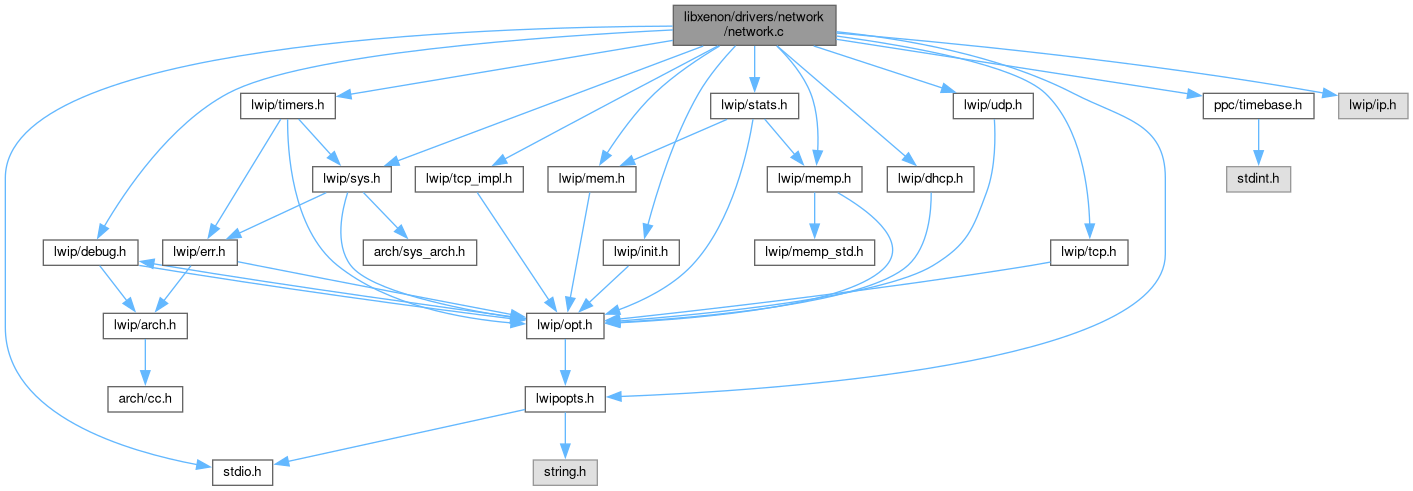 libxenon/drivers/network
/network.c
lwip/timers.h
lwip/stats.h
lwip/udp.h
ppc/timebase.h
lwip/ip.h
lwip/sys.h
lwip/tcp_impl.h
lwip/mem.h
lwip/memp.h
lwip/dhcp.h
stdint.h
lwip/debug.h
lwip/err.h
arch/sys_arch.h
lwip/init.h
lwip/memp_std.h
lwip/tcp.h
lwip/arch.h
lwip/opt.h
arch/cc.h
lwipopts.h
stdio.h
string.h